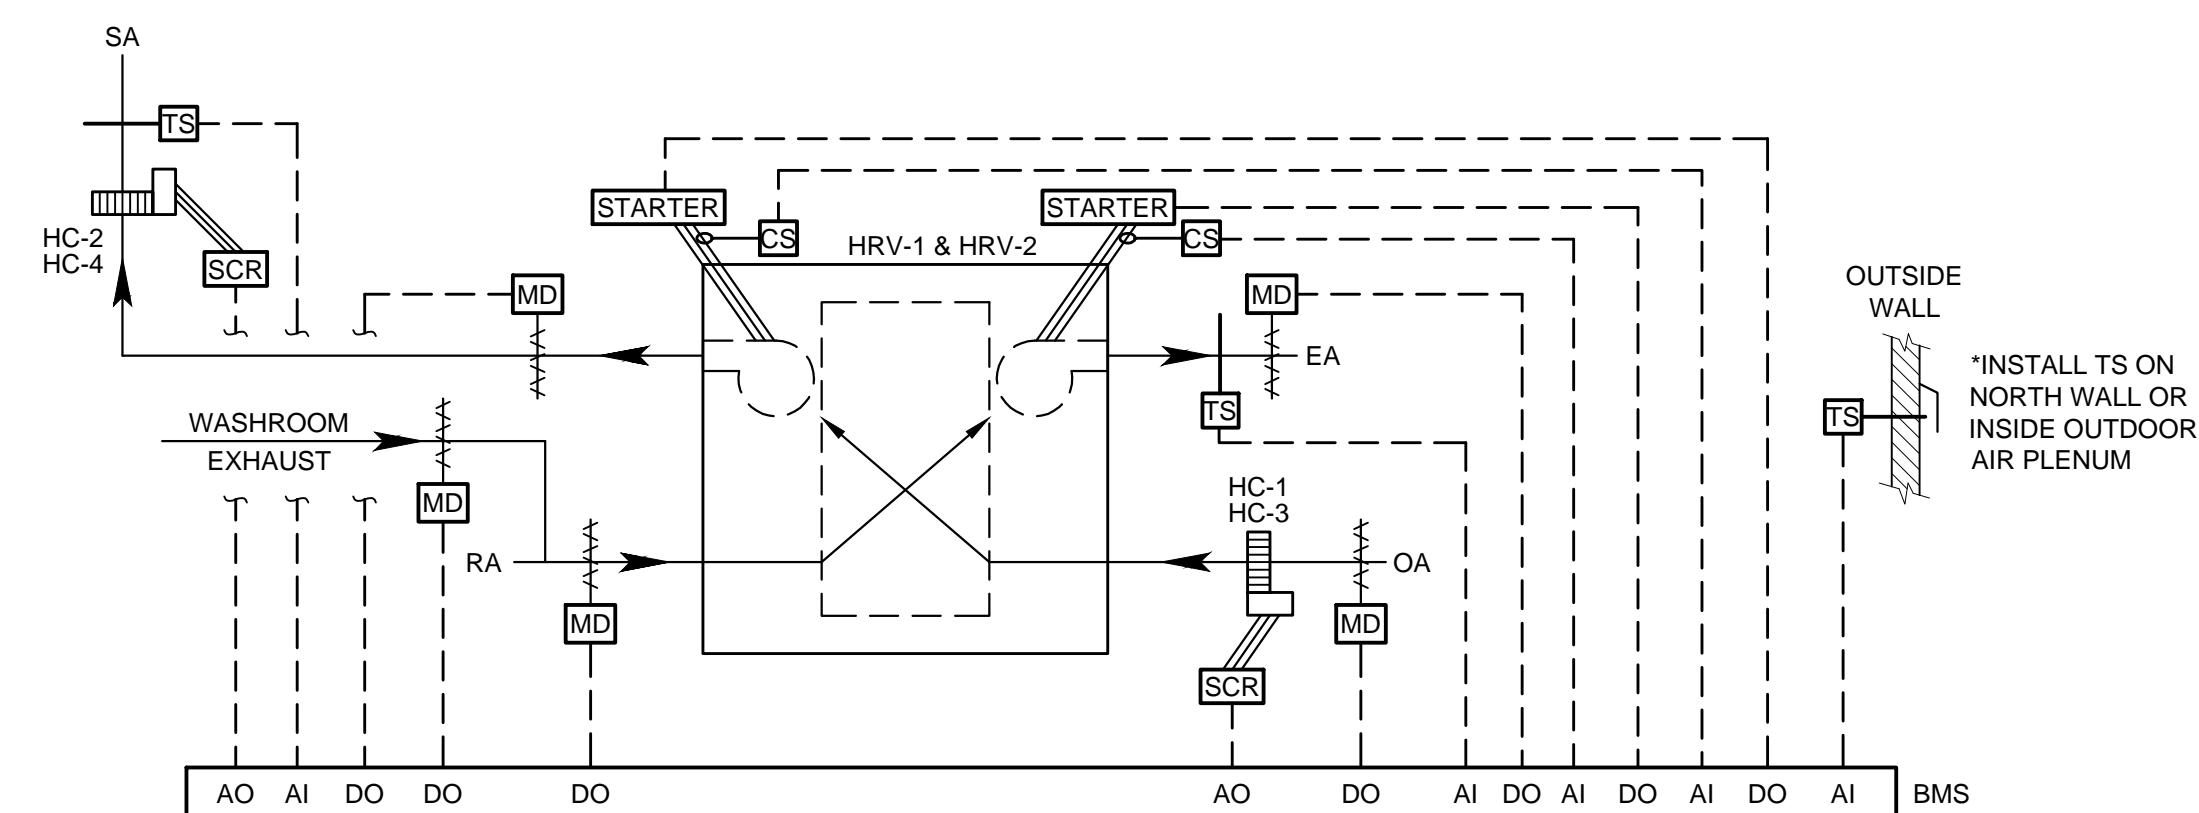 SA
TS
HC-2
HC-4
SCR
STARTER
CS
STARTER
CS
HRV-1 & HRV-2
MD
MD
EA
TS
OUTSIDE
WALL
TS
*INSTALL TS ON
NORTH WALL OR
INSIDE OUTDOOR
AIR PLENUM
WASHROOM
EXHAUST
MD
RA
MD
HC-1
HC-3
OA
MD
SCR
AO AI DO DO DO AO DO AI DO AI DO AI DO AI BMS